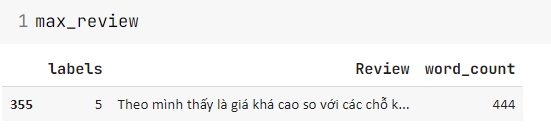 1 max_review
labels Review word_count
355 5 Theo mình thấy là giá khá cao so với các chỗ k... 444